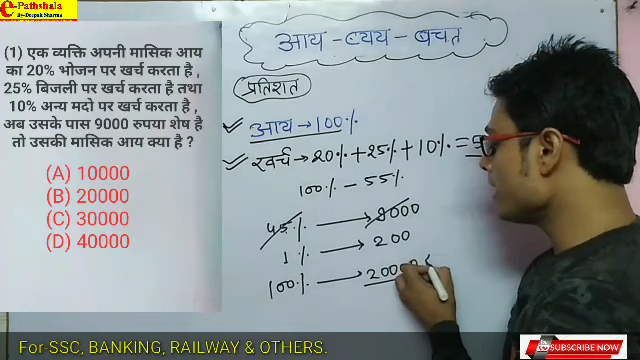 e-Pathshala
By-Deepak Sharma
आय - व्यय - बचत
(1) एक व्यक्ति अपनी मासिक आय
का 20% भोजन पर खर्च करता है ,
25% बिजली पर खर्च करता है तथा
10% अन्य मदो पर खर्च करता है ,
अब उसके पास 9000 रुपया शेष है
तो उसकी मासिक आय क्या है ?
(A) 10000
(B) 20000
(C) 30000
(D) 40000
प्रतिशत
आय → 100%
खर्च → 20% + 25% + 10% =
100% - 55%
45% → 9000
1% → 200
100% → 20000
For-SSC, BANKING, RAILWAY & OTHERS.
SUBSCRIBE NOW